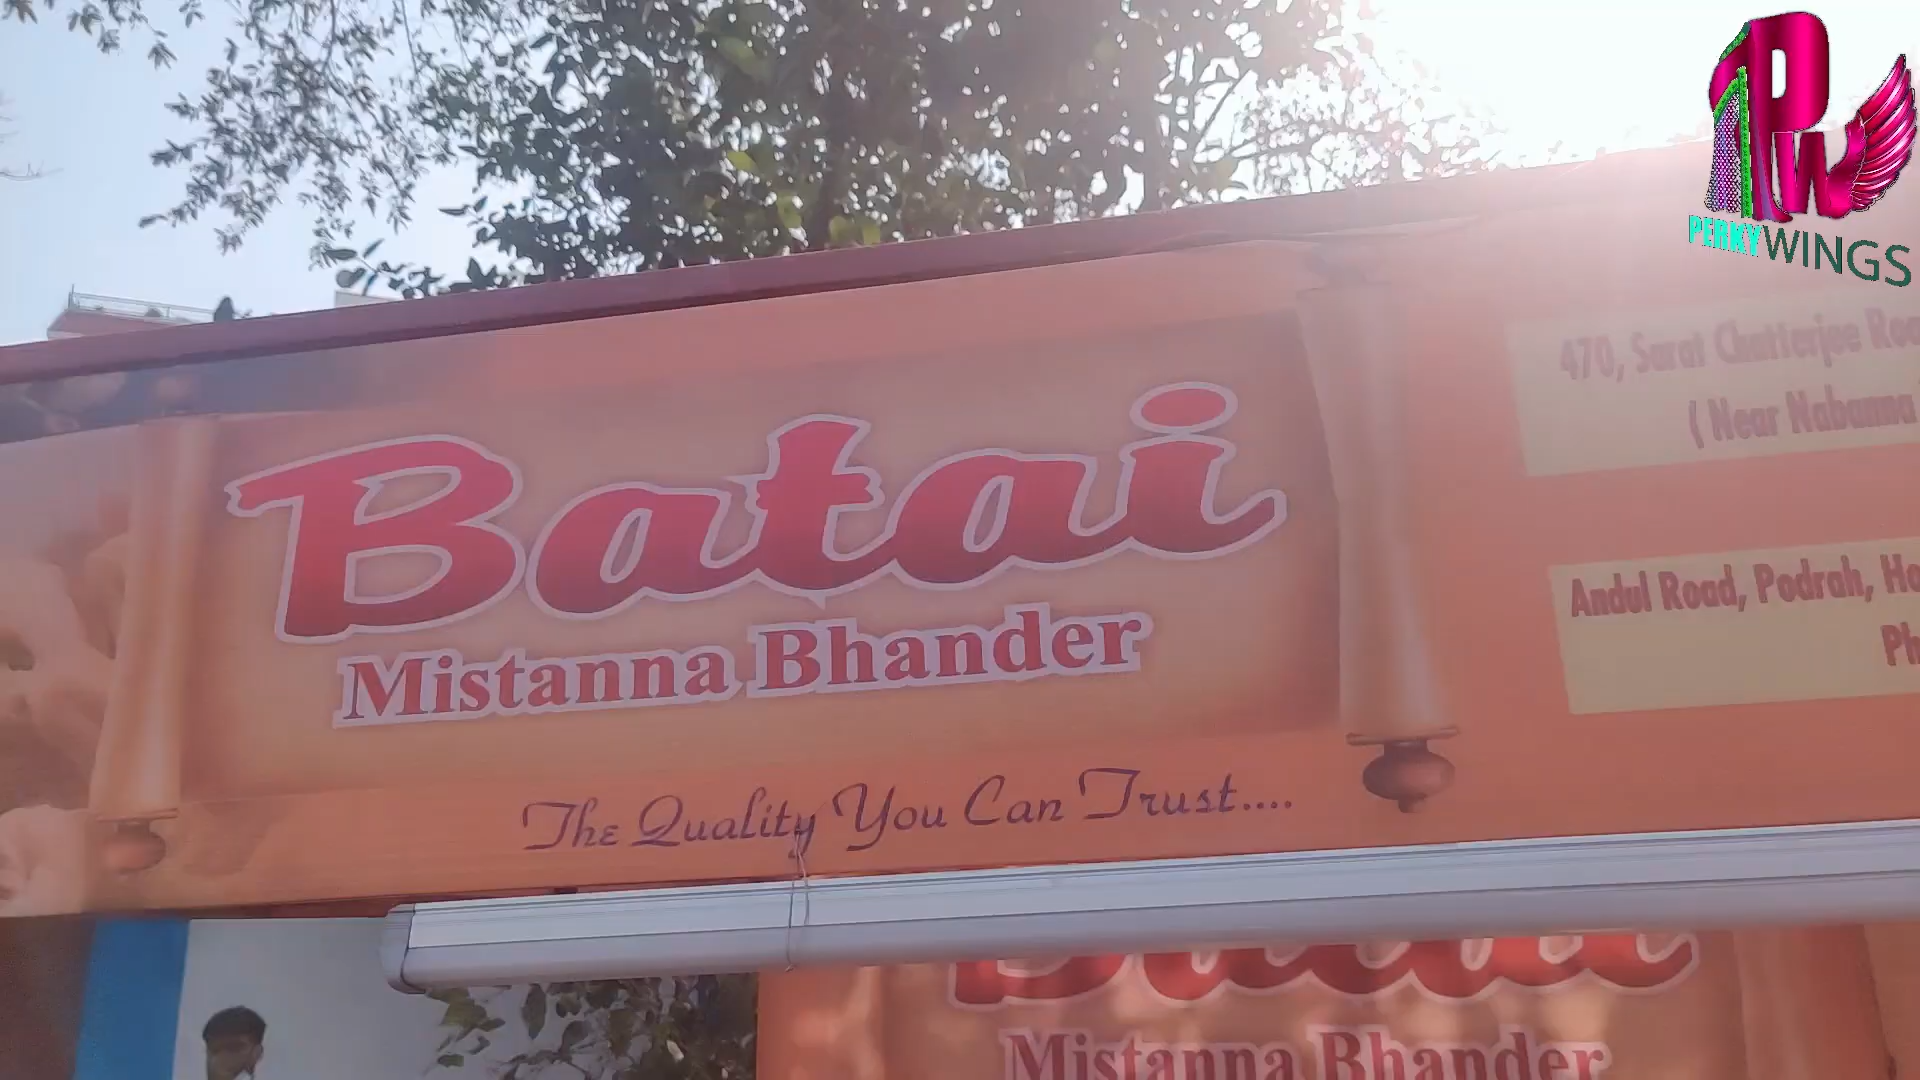 PERKYWINGS
Batai
Mistanna Bhander
The Quality You Can Trust....
470, Sarat Chatterjee
( Near Nabanna
Andul Road, Podrah,
Batai
Mistanna Bhander